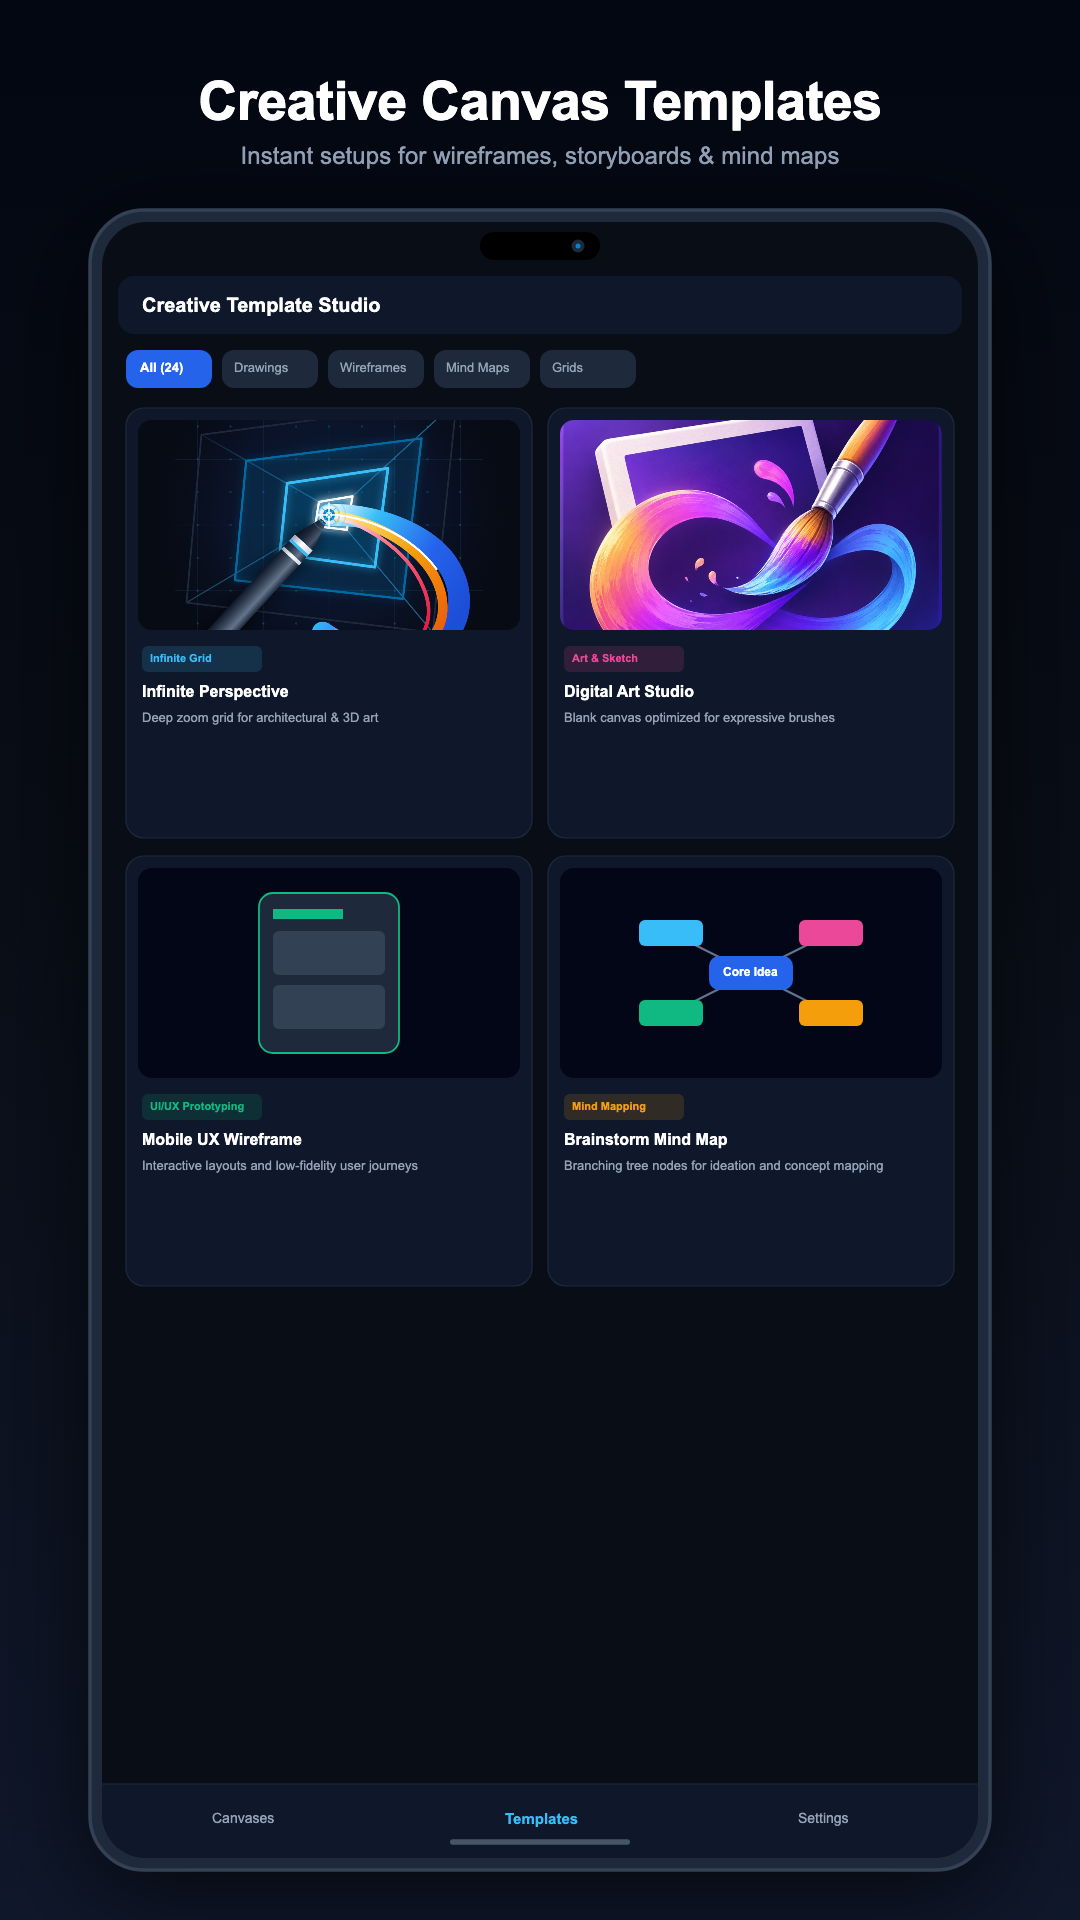 Creative Canvas Templates
Instant setups for wireframes, storyboards & mind maps
Creative Template Studio
All (24)
Drawings
Wireframes
Mind Maps
Grids
Infinite Grid
Infinite Perspective
Deep zoom grid for architectural & 3D art
Art & Sketch
Digital Art Studio
Blank canvas optimized for expressive brushes
Core Idea
UI/UX Prototyping
Mobile UX Wireframe
Interactive layouts and low-fidelity user journeys
Mind Mapping
Brainstorm Mind Map
Branching tree nodes for ideation and concept mapping
Canvases
Templates
Settings